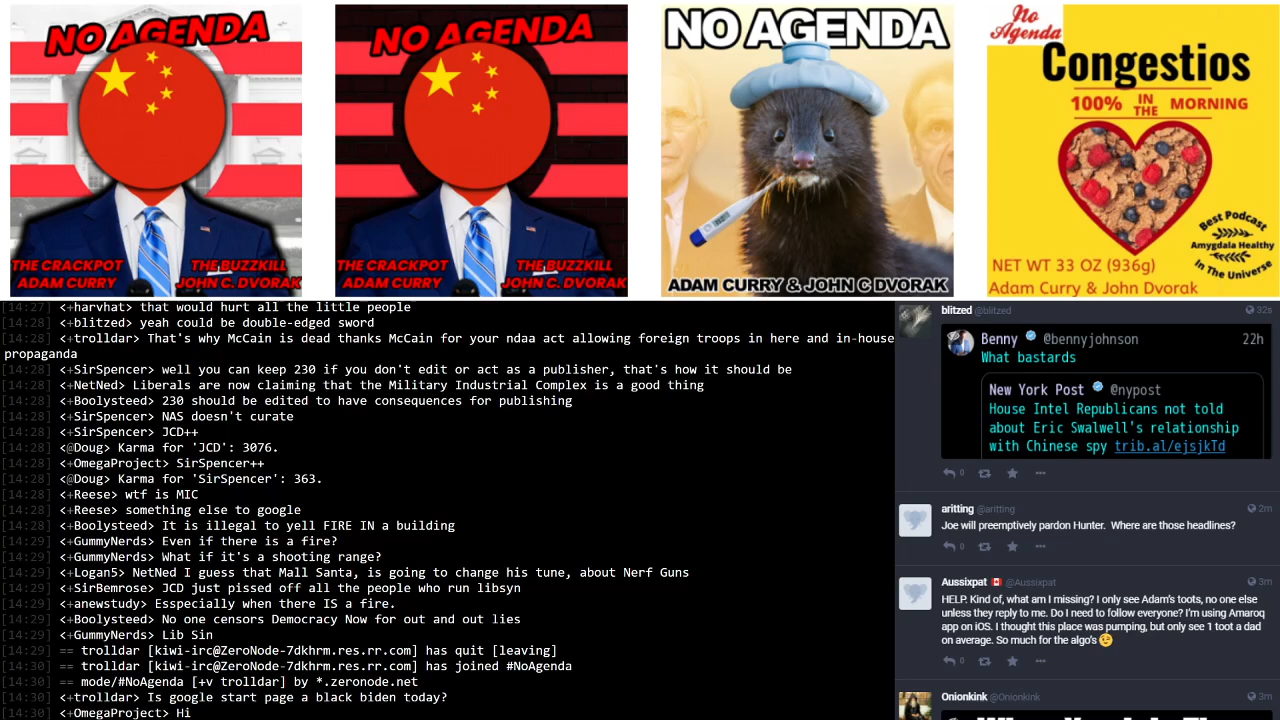 NO AGENDA
THE CRACKPOT
ADAM CURRY
THE BUZZKILL
JOHN C. DVORAK
NO AGENDA
THE CRACKPOT
ADAM CURRY
THE BUZZKILL
JOHN C. DVORAK
NO AGENDA
ADAM CURRY & JOHN C DVORAK
No
Agenda
Congestios
100% IN THE MORNING
Best Podcast
Amygdala Healthy
In The Universe
NET WT 33 OZ (936g)
Adam Curry & John Dvorak
[14:27] <+harvhat> that would hurt all the little people
[14:28] <+blitzed> yeah could be double-edged sword
[14:28] <+trolldar> That's why McCain is dead thanks McCain for your ndaa act allowing foreign troops in here and in-house
propaganda
[14:28] <+SirSpencer> well you can keep 230 if you don't edit or act as a publisher, that's how it should be
[14:28] <+NetNed> Liberals are now claiming that the Military Industrial Complex is a good thing
[14:28] <+Boolysteed> 230 should be edited to have consequences for publishing
[14:28] <+SirSpencer> NAS doesn't curate
[14:28] <+SirSpencer> JCD++
[14:28] <@Doug> Karma for 'JCD': 3076.
[14:28] <+OmegaProject> SirSpencer++
[14:28] <@Doug> Karma for 'SirSpencer': 363.
[14:28] <+Reese> wtf is MIC
[14:28] <+Reese> something else to google
[14:28] <+Boolysteed> It is illegal to yell FIRE IN a building
[14:29] <+GummyNerds> Even if there is a fire?
[14:29] <+GummyNerds> What if it's a shooting range?
[14:29] <+Logan5> NetNed I guess that Mall Santa, is going to change his tune, about Nerf Guns
[14:29] <+SirBemrose> JCD just pissed off all the people who run libsyn
[14:29] <+anewstudy> Esspecially when there IS a fire.
[14:29] <+Boolysteed> No one censors Democracy Now for out and out lies
[14:29] <+GummyNerds> Lib Sin
[14:29] == trolldar [kiwi-irc@ZeroNode-7dkhrm.res.rr.com] has quit [leaving]
[14:30] == trolldar [kiwi-irc@ZeroNode-7dkhrm.res.rr.com] has joined #NoAgenda
[14:30] == mode/#NoAgenda [+v trolldar] by *.zeronode.net
[14:30] <+trolldar> Is google start page a black biden today?
[14:30] <+OmegaProject> Hi
blitzed @blitzed 32s
Benny @bennyjohnson 22h
What bastards
New York Post @nypost
House Intel Republicans not told
about Eric Swalwell's relationship
with Chinese spy trib.al/ejsjkTd
0
aritting @aritting 2m
Joe will preemptively pardon Hunter. Where are those headlines?
0
Aussixpat @Aussixpat 3m
HELP. Kind of, what am I missing? I only see Adam's toots, no one else
unless they reply to me. Do I need to follow everyone? I'm using Amaroq
app on iOS. I thought this place was pumping, but only see 1 toot a dad
on average. So much for the algo's
0
Onionkink @Onionkink 3m